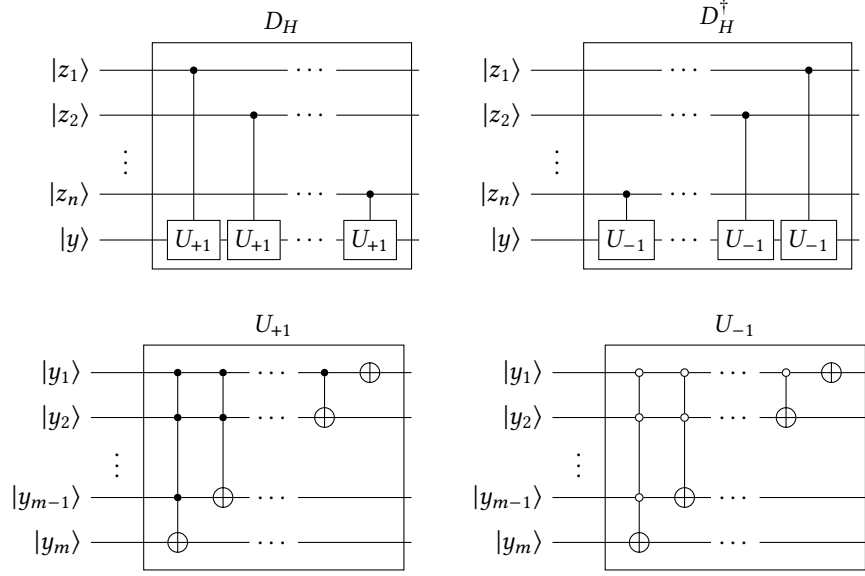 D_H
|z_1⟩ ···
|z_2⟩ ···
⋮
|z_n⟩ ···
|y⟩ U_{+1} U_{+1} ··· U_{+1}
D_H^†
|z_1⟩ ···
|z_2⟩ ···
⋮
|z_n⟩ ···
|y⟩ U_{−1} ··· U_{−1} U_{−1}
U_{+1}
|y_1⟩ ···
|y_2⟩ ···
⋮
|y_{m−1}⟩ ···
|y_m⟩ ···
U_{−1}
|y_1⟩ ···
|y_2⟩ ···
⋮
|y_{m−1}⟩ ···
|y_m⟩ ···